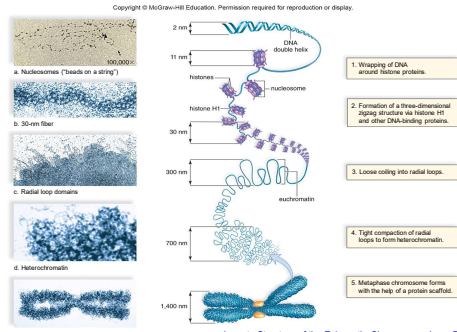 Copyright © McGraw-Hill Education. Permission required for reproduction or display.
100,000×
a. Nucleosomes ("beads on a string")
b. 30-nm fiber
c. Radial loop domains
d. Heterochromatin
2 nm
DNA
double helix
11 nm
histones
nucleosome
histone H1
30 nm
300 nm
euchromatin
700 nm
1,400 nm
1. Wrapping of DNA
around histone proteins.
2. Formation of a three-dimensional
zigzag structure via histone H1
and other DNA-binding proteins.
3. Loose coiling into radial loops.
4. Tight compaction of radial
loops to form heterochromatin.
5. Metaphase chromosome forms
with the help of a protein scaffold.